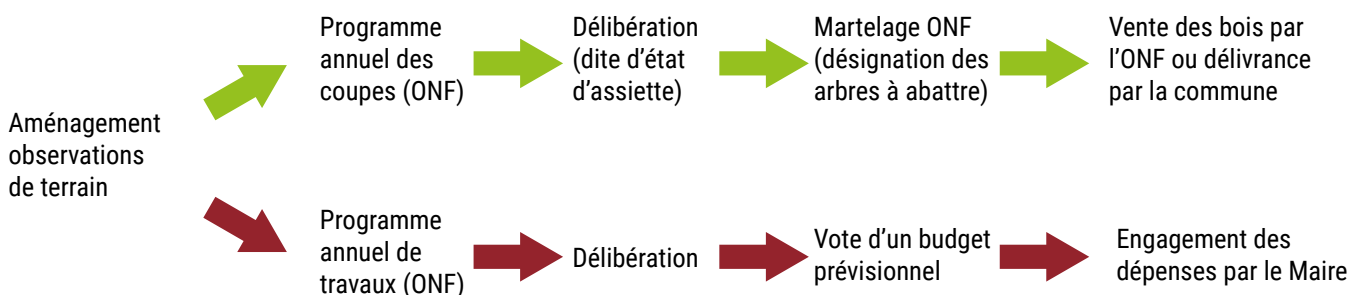 Aménagement
observations
de terrain
Programme
annuel des
coupes (ONF)
Délibération
(dite d'état
d'assiette)
Martelage ONF
(désignation des
arbres à abattre)
Vente des bois par
l'ONF ou délivrance
par la commune
Programme
annuel de
travaux (ONF)
Délibération
Vote d'un budget
prévisionnel
Engagement des
dépenses par le Maire